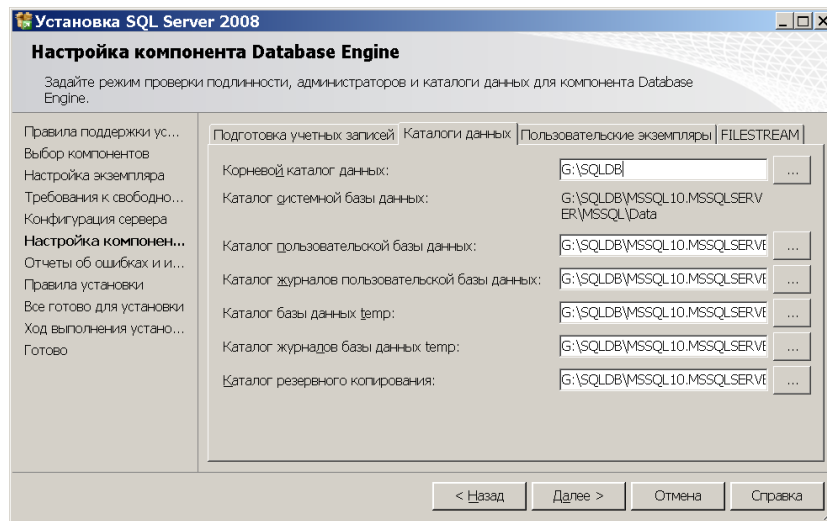 Установка SQL Server 2008
Настройка компонента Database Engine
Задайте режим проверки подлинности, администраторов и каталоги данных для компонента Database
Engine.
Правила поддержки ус...
Выбор компонентов
Настройка экземпляра
Требования к свободно...
Конфигурация сервера
Настройка компонен...
Отчеты об ошибках и и...
Правила установки
Все готово для установки
Ход выполнения устано...
Готово
Подготовка учетных записей Каталоги данных Пользовательские экземпляры FILESTREAM
Корневой каталог данных: G:\SQLDB ...
Каталог системной базы данных: G:\SQLDB\MSSQL10.MSSQLSERV
ER\MSSQL\Data
Каталог пользовательской базы данных: G:\SQLDB\MSSQL10.MSSQLSERVE ...
Каталог журналов пользовательской базы данных: G:\SQLDB\MSSQL10.MSSQLSERVE ...
Каталог базы данных temp: G:\SQLDB\MSSQL10.MSSQLSERVE ...
Каталог журналов базы данных temp: G:\SQLDB\MSSQL10.MSSQLSERVE ...
Каталог резервного копирования: G:\SQLDB\MSSQL10.MSSQLSERVE ...
< Назад Далее > Отмена Справка